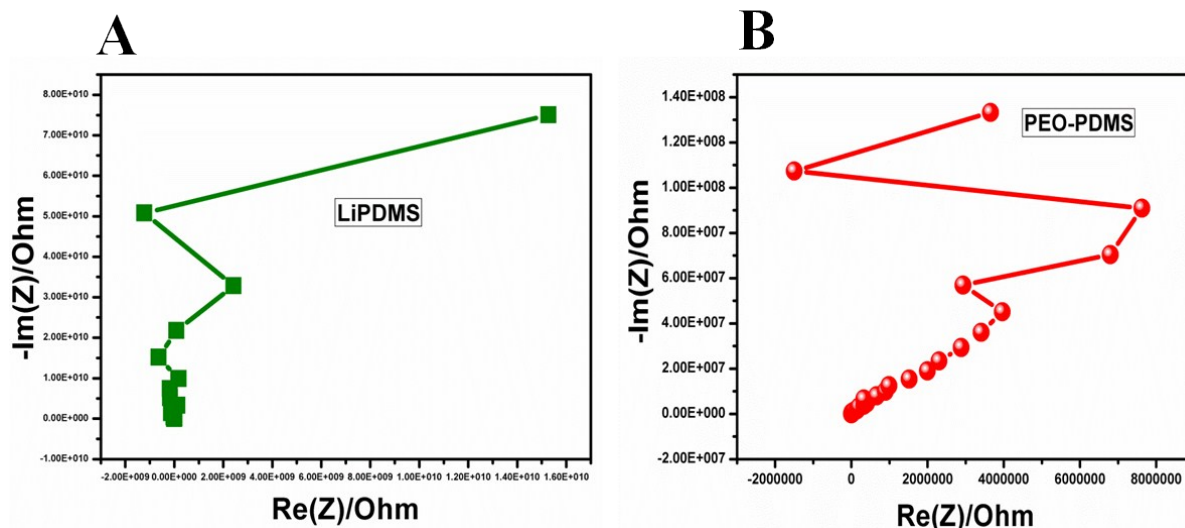 A
8.00E+010
7.00E+010
6.00E+010
5.00E+010
4.00E+010
3.00E+010
2.00E+010
1.00E+010
0.00E+000
-1.00E+010
-Im(Z)/Ohm
LiPDMS
-2.00E+009 0.00E+000 2.00E+009 4.00E+009 6.00E+009 8.00E+009 1.00E+010 1.20E+010 1.40E+010 1.60E+010
Re(Z)/Ohm
B
1.40E+008
1.20E+008
1.00E+008
8.00E+007
6.00E+007
4.00E+007
2.00E+007
0.00E+000
-2.00E+007
-Im(Z)/Ohm
PEO-PDMS
-2000000 0 2000000 4000000 6000000 8000000
Re(Z)/Ohm